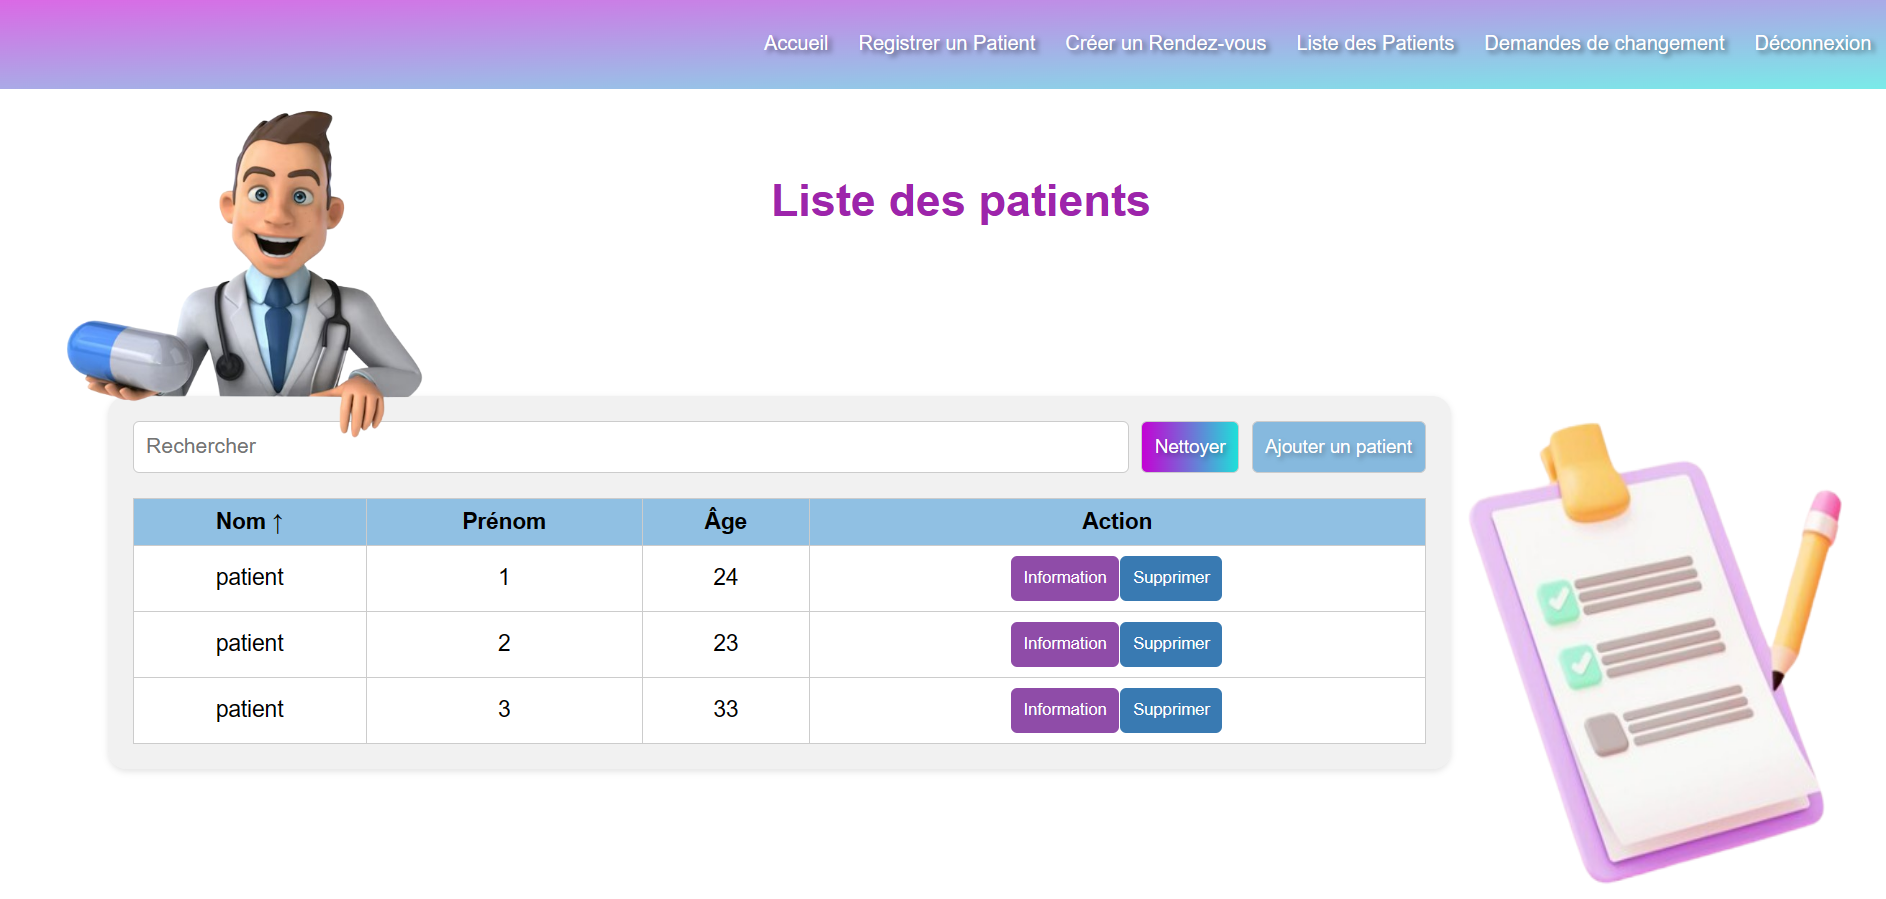 Accueil Registrer un Patient Créer un Rendez-vous Liste des Patients Demandes de changement Déconnexion
Liste des patients
Rechercher Nettoyer Ajouter un patient
Nom ↑ Prénom Âge Action
patient 1 24 Information Supprimer
patient 2 23 Information Supprimer
patient 3 33 Information Supprimer